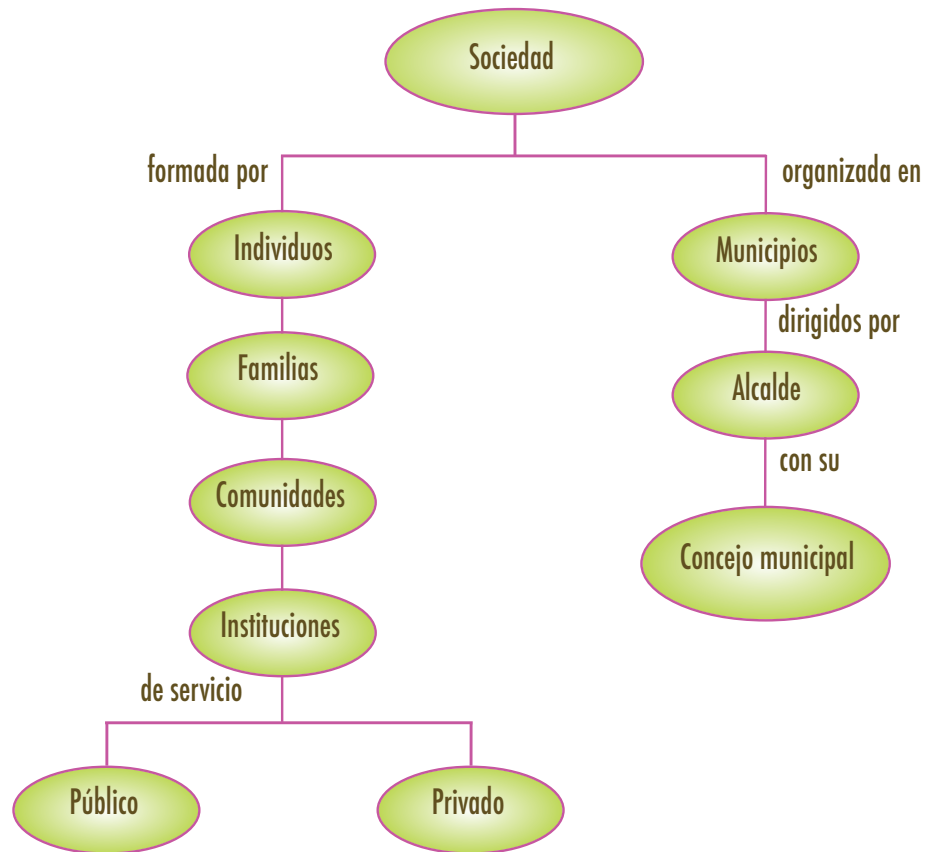 Sociedad
formada por
organizada en
Individuos
Municipios
dirigidos por
Familias
Alcalde
con su
Comunidades
Concejo municipal
Instituciones
de servicio
Público
Privado